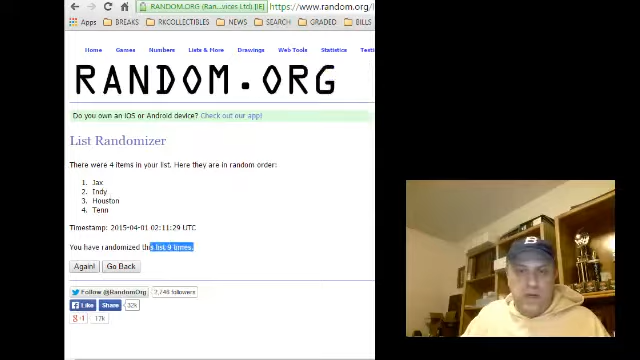 RANDOM.ORG (Ran...vices Ltd) [IE] https://www.random.org/l
BREAKS RKCOLLECTIBLES NEWS SEARCH GRADED BILLS
Home Games Numbers Lists & More Drawings Web Tools Statistics Te
RANDOM.ORG
Do you own an iOS or Android device? Check out our app!
List Randomizer
There were 4 items in your list. Here they are in random order:
1. Jax
2. Indy
3. Houston
4. Tenn
Timestamp: 2015-04-01 02:11:29 UTC
You have randomized this list 9 times.
Again! Go Back
Follow @RandomOrg 2,748 followers
Like Share 32k
g+1 17k
B